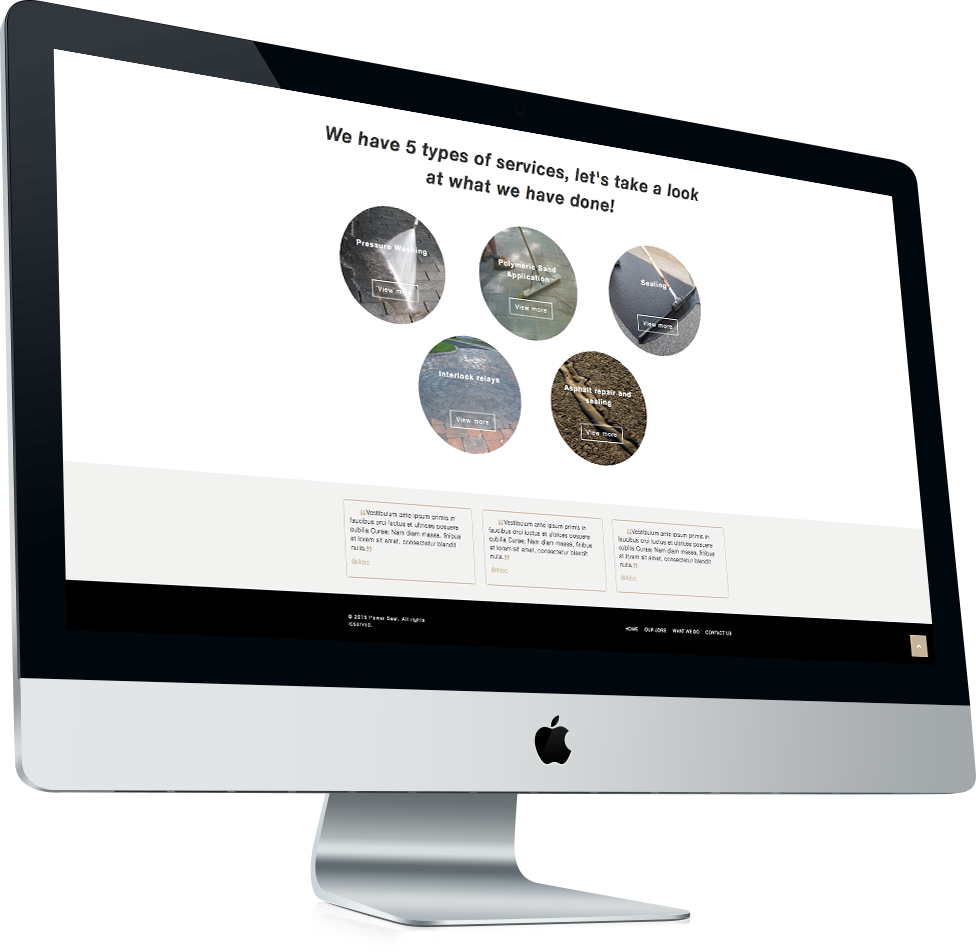 We have 5 types of services, let's take a look
at what we have done!
Pressure Washing
View more
Polymeric Sand
Application
View more
Sealing
View more
Interlock relays
View more
Asphalt repair and
sealing
View more
“Vestibulum ante ipsum primis in
faucibus orci luctus et ultrices posuere
cubilia Curae; Nam diam massa, finibus
at lorem sit amet, consectetur blandit
nulla.”
@Abc
“Vestibulum ante ipsum primis in
faucibus orci luctus et ultrices posuere
cubilia Curae; Nam diam massa, finibus
at lorem sit amet, consectetur blandit
nulla.”
@Abc
“Vestibulum ante ipsum primis in
faucibus orci luctus et ultrices posuere
cubilia Curae; Nam diam massa, finibus
at lorem sit amet, consectetur blandit
nulla.”
@Abc
© 2015 Power Seal. All rights
reserved.
HOME OUR JOBS WHAT WE DO CONTACT US